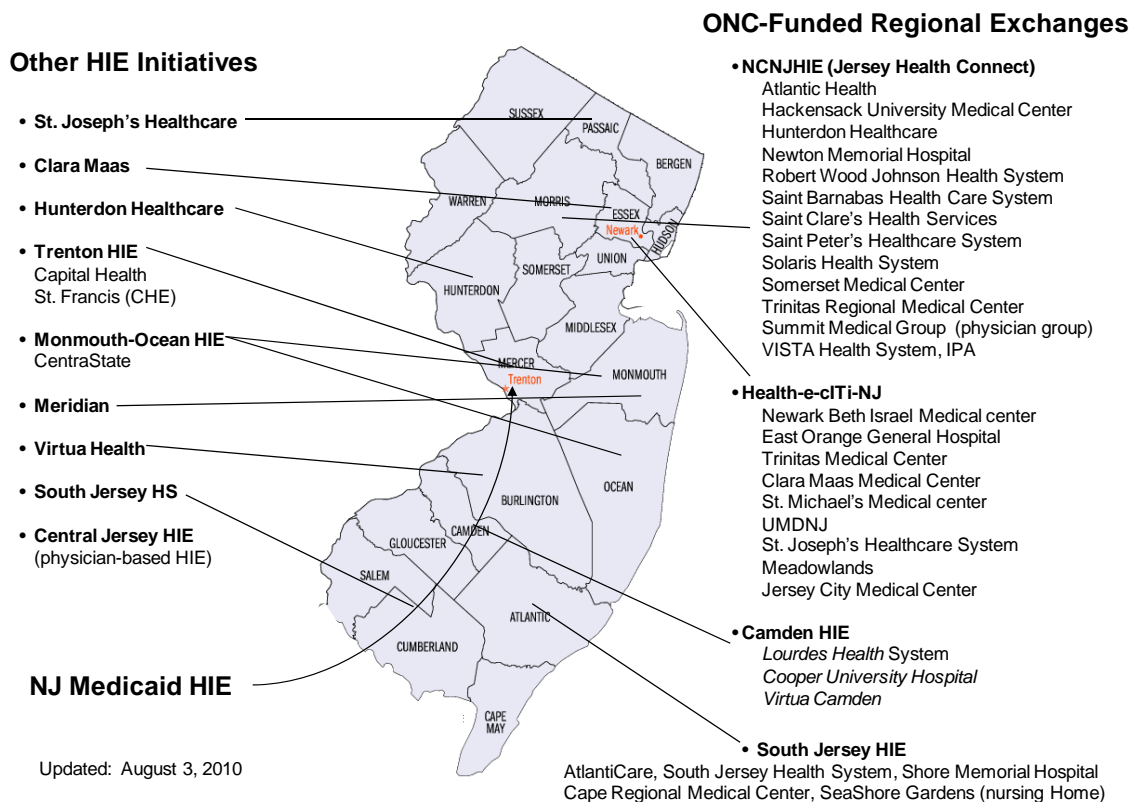 ONC-Funded Regional Exchanges
Other HIE Initiatives
• St. Joseph's Healthcare
• Clara Maas
• Hunterdon Healthcare
• Trenton HIE
Capital Health
St. Francis (CHE)
• Monmouth-Ocean HIE
CentraState
• Meridian
• Virtua Health
• South Jersey HS
• Central Jersey HIE
(physician-based HIE)
NJ Medicaid HIE
Updated: August 3, 2010
SUSSEX
PASSAIC
BERGEN
WARREN
MORRIS
ESSEX
Newark
HUDSON
UNION
SOMERSET
HUNTERDON
MIDDLESEX
MERCER
Trenton
MONMOUTH
OCEAN
BURLINGTON
CAMDEN
GLOUCESTER
SALEM
ATLANTIC
CUMBERLAND
CAPE
MAY
• NCNJHIE (Jersey Health Connect)
Atlantic Health
Hackensack University Medical Center
Hunterdon Healthcare
Newton Memorial Hospital
Robert Wood Johnson Health System
Saint Barnabas Health Care System
Saint Clare's Health Services
Saint Peter's Healthcare System
Solaris Health System
Somerset Medical Center
Trinitas Regional Medical Center
Summit Medical Group (physician group)
VISTA Health System, IPA
• Health-e-cITi-NJ
Newark Beth Israel Medical center
East Orange General Hospital
Trinitas Medical Center
Clara Maas Medical Center
St. Michael's Medical center
UMDNJ
St. Joseph's Healthcare System
Meadowlands
Jersey City Medical Center
• Camden HIE
Lourdes Health System
Cooper University Hospital
Virtua Camden
• South Jersey HIE
AtlantiCare, South Jersey Health System, Shore Memorial Hospital
Cape Regional Medical Center, SeaShore Gardens (nursing Home)